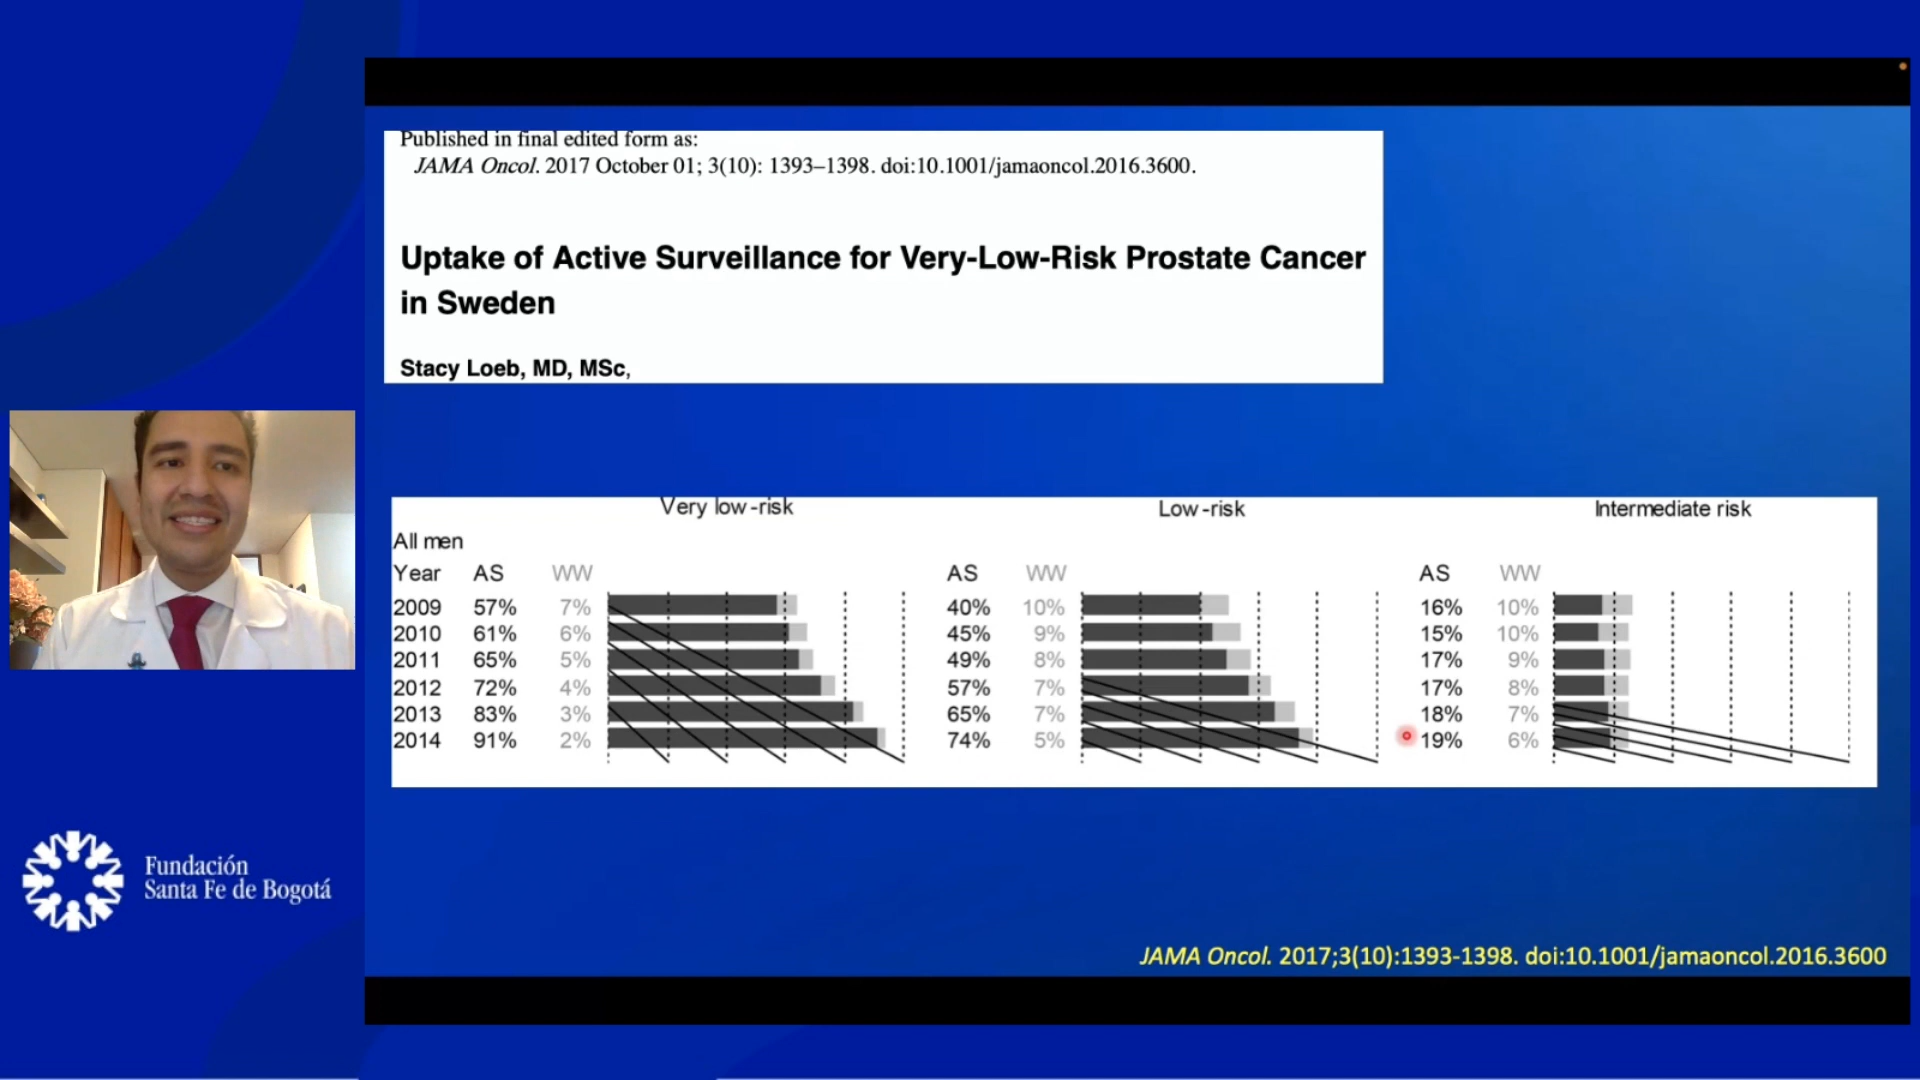 Published in final edited form as:
JAMA Oncol. 2017 October 01; 3(10): 1393–1398. doi:10.1001/jamaoncol.2016.3600.
Uptake of Active Surveillance for Very-Low-Risk Prostate Cancer
in Sweden
Stacy Loeb, MD, MSc,
Very low-risk Low-risk Intermediate risk
All men
Year AS WW AS WW AS WW
2009 57% 7% 40% 10% 16% 10%
2010 61% 6% 45% 9% 15% 10%
2011 65% 5% 49% 8% 17% 9%
2012 72% 4% 57% 7% 17% 8%
2013 83% 3% 65% 7% 18% 7%
2014 91% 2% 74% 5% 19% 6%
Fundación
Santa Fe de Bogotá
JAMA Oncol. 2017;3(10):1393-1398. doi:10.1001/jamaoncol.2016.3600